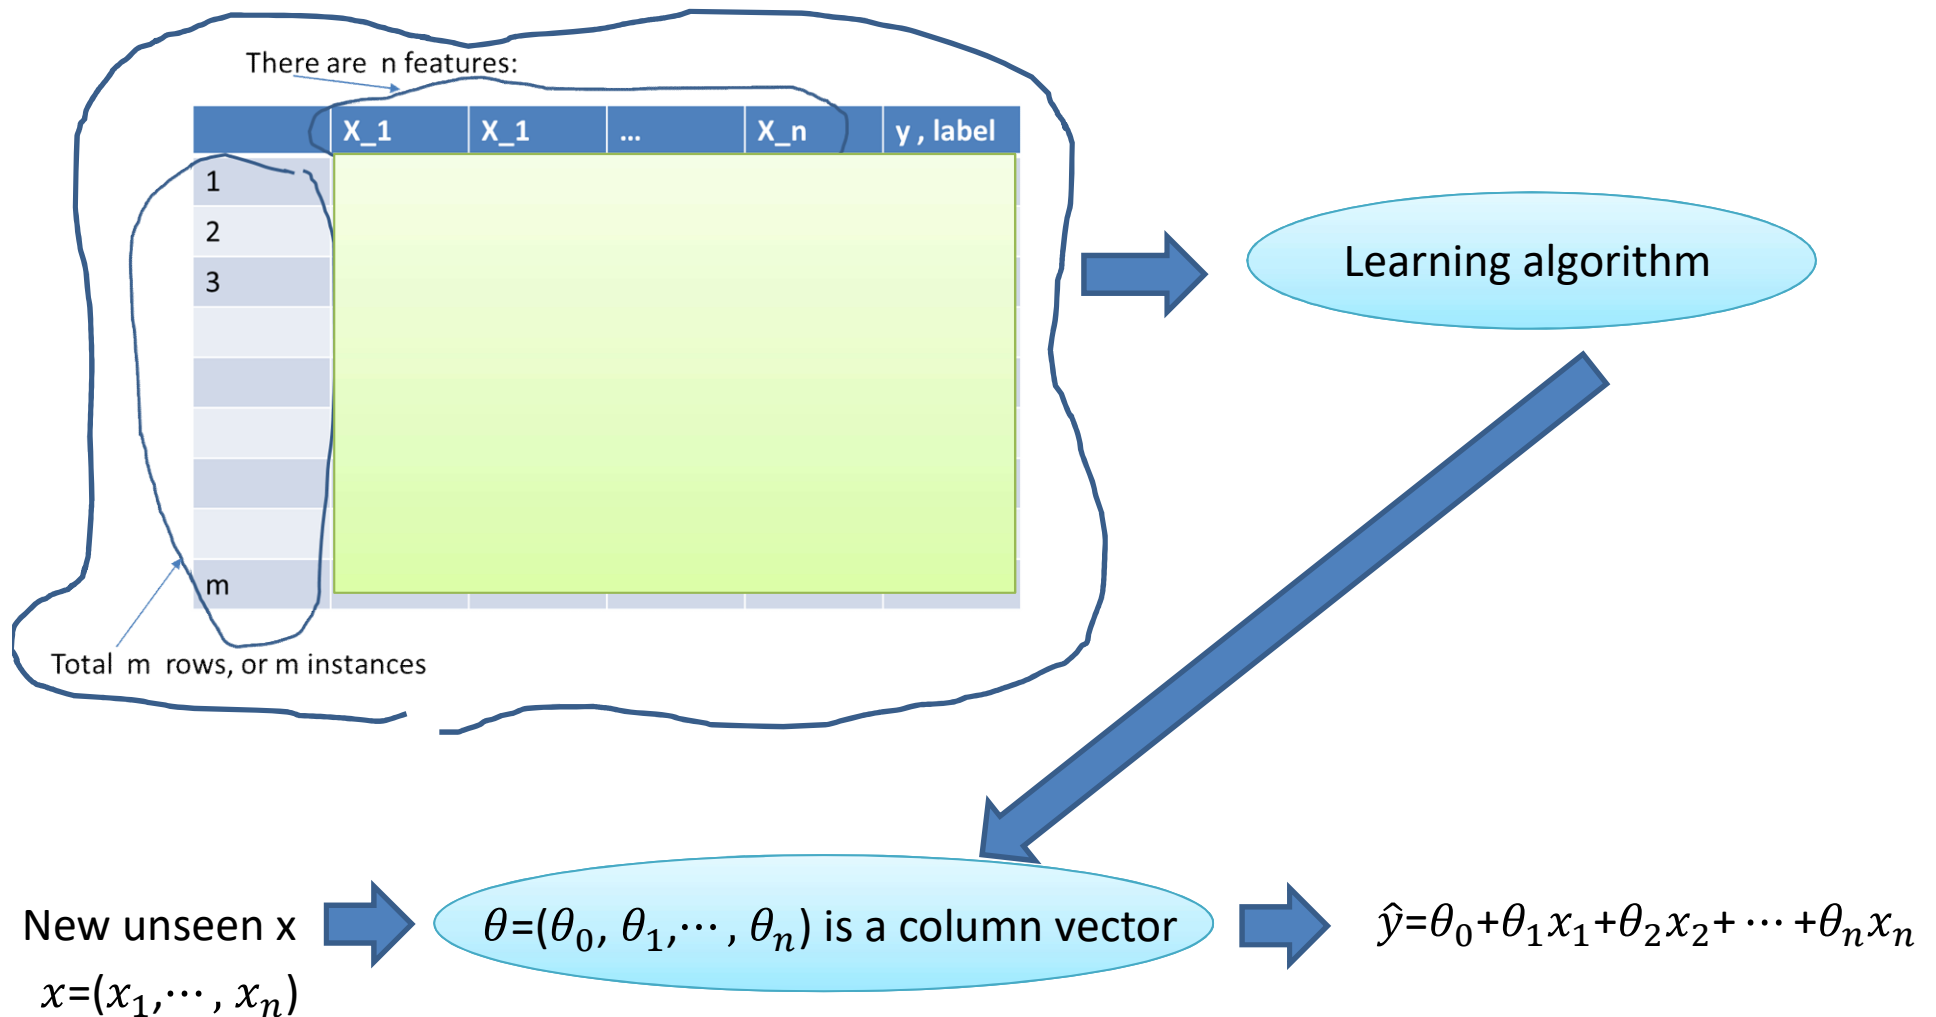 There are n features:
X_1 X_1 ... X_n y , label
1
2
3
m
Total m rows, or m instances
Learning algorithm
New unseen x
x=(x₁,⋯ , xₙ)
θ=(θ₀, θ₁,⋯ , θₙ) is a column vector
ŷ=θ₀+θ₁x₁+θ₂x₂+ ⋯ +θₙxₙ